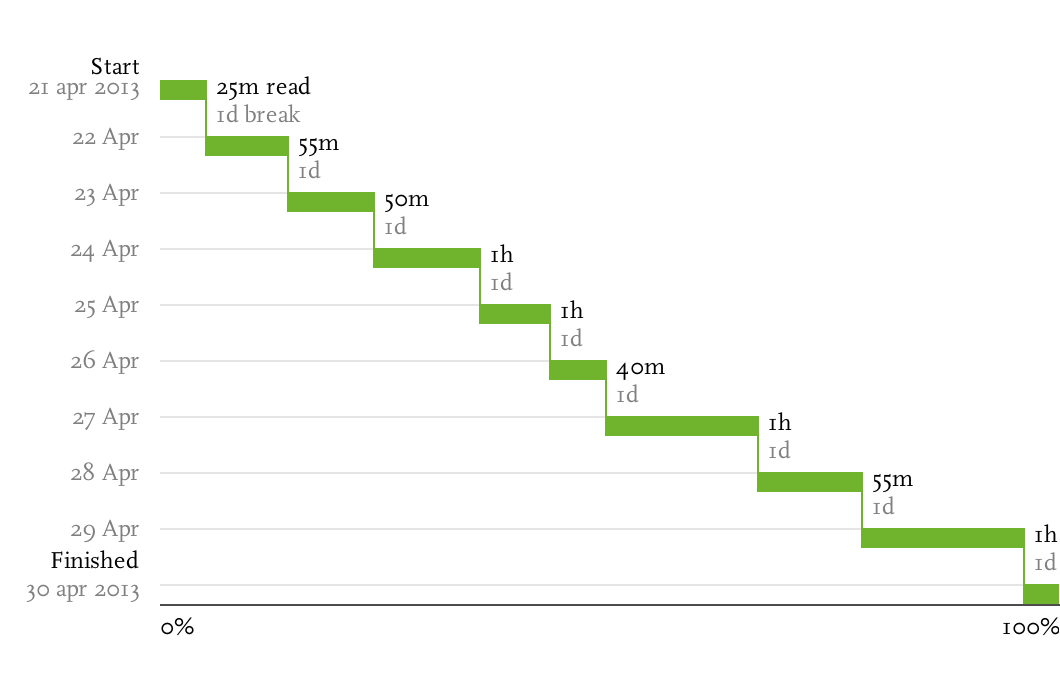 Start
21 apr 2013
25m read
1d break
22 Apr
55m
1d
23 Apr
50m
1d
24 Apr
1h
1d
25 Apr
1h
1d
26 Apr
40m
1d
27 Apr
1h
1d
28 Apr
55m
1d
29 Apr
1h
1d
Finished
30 apr 2013
0%
100%